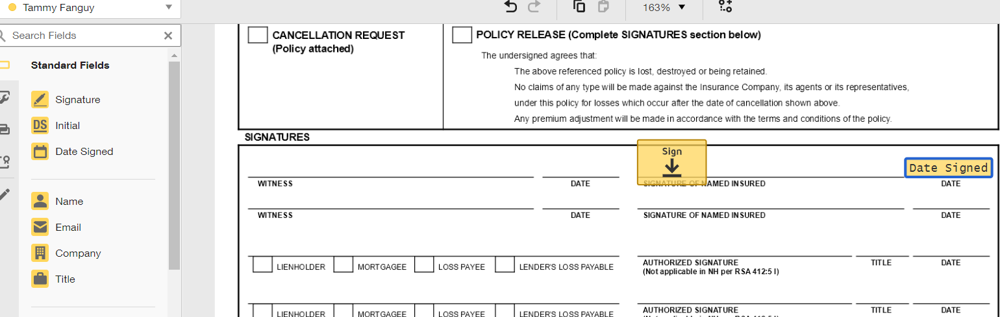 Tammy Fanguy
163%
Search Fields
Standard Fields
Signature
DS Initial
Date Signed
Name
Email
Company
Title
CANCELLATION REQUEST
(Policy attached)
POLICY RELEASE (Complete SIGNATURES section below)
The undersigned agrees that:
The above referenced policy is lost, destroyed or being retained.
No claims of any type will be made against the Insurance Company, its agents or its representatives,
under this policy for losses which occur after the date of cancellation shown above.
Any premium adjustment will be made in accordance with the terms and conditions of the policy.
SIGNATURES
Sign
Date Signed
WITNESS DATE SIGNATURE OF NAMED INSURED DATE
WITNESS DATE SIGNATURE OF NAMED INSURED DATE
LIENHOLDER MORTGAGEE LOSS PAYEE LENDER'S LOSS PAYABLE AUTHORIZED SIGNATURE TITLE DATE
(Not applicable in NH per RSA 412:5 I)
LIENHOLDER MORTGAGEE LOSS PAYEE LENDER'S LOSS PAYABLE AUTHORIZED SIGNATURE TITLE DATE